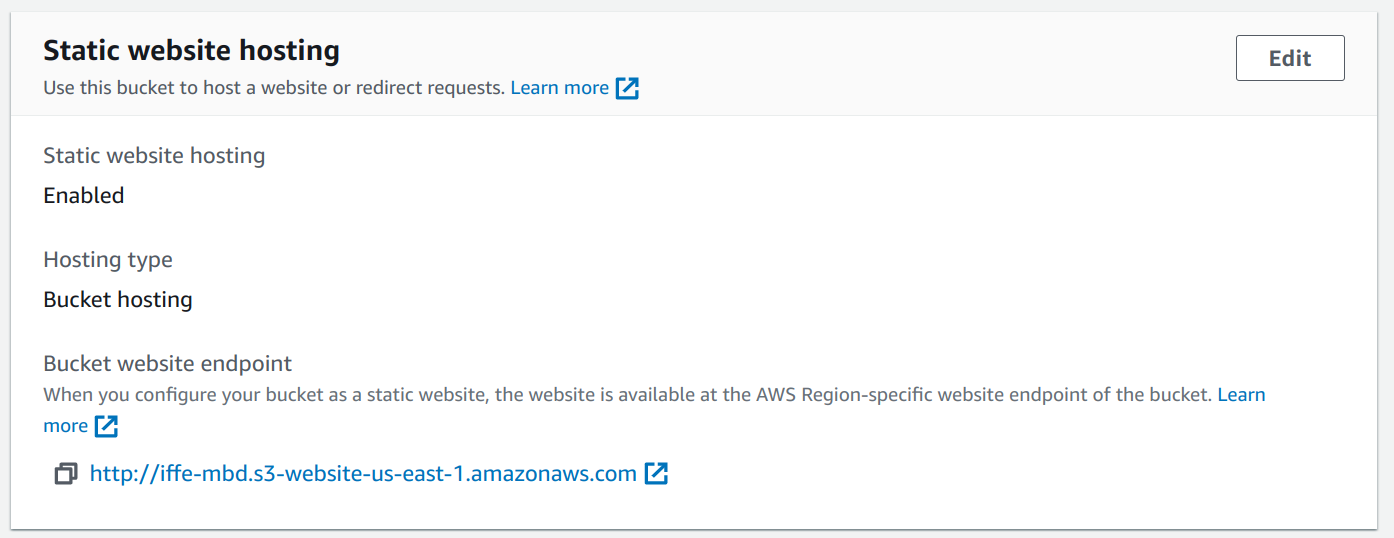 Static website hosting
Edit
Use this bucket to host a website or redirect requests. Learn more
Static website hosting
Enabled
Hosting type
Bucket hosting
Bucket website endpoint
When you configure your bucket as a static website, the website is available at the AWS Region-specific website endpoint of the bucket. Learn
more
http://iffe-mbd.s3-website-us-east-1.amazonaws.com